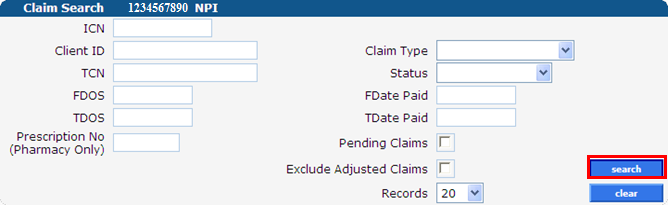 Claim Search 1234567890 NPI
ICN
Client ID Claim Type
TCN Status
FDOS FDate Paid
TDOS TDate Paid
Prescription No
(Pharmacy Only) Pending Claims
Exclude Adjusted Claims search
Records 20 clear